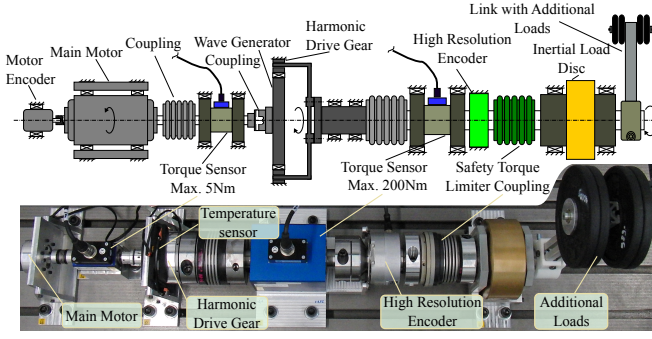 Motor
Encoder
Main Motor
Coupling
Wave Generator
Coupling
Harmonic
Drive Gear
High Resolution
Encoder
Link with Additional
Loads
Inertial Load
Disc
Torque Sensor
Max. 5Nm
Torque Sensor
Max. 200Nm
Safety Torque
Limiter Coupling
Temperature
sensor
Main Motor
Harmonic
Drive Gear
High Resolution
Encoder
Additional
Loads